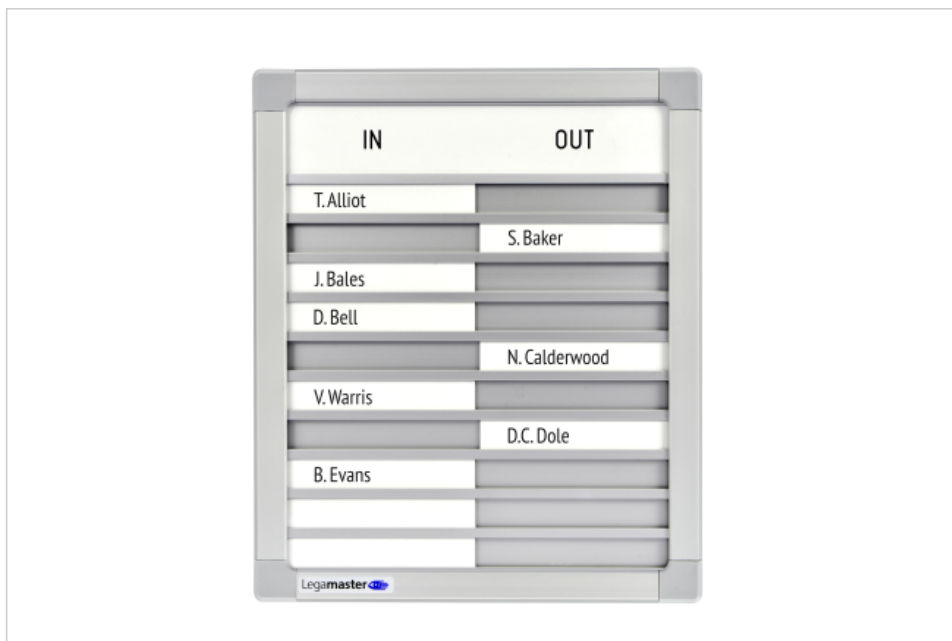 IN OUT
T. Alliot
S. Baker
J. Bales
D. Bell
N. Calderwood
V. Warris
D.C. Dole
B. Evans
Legamaster